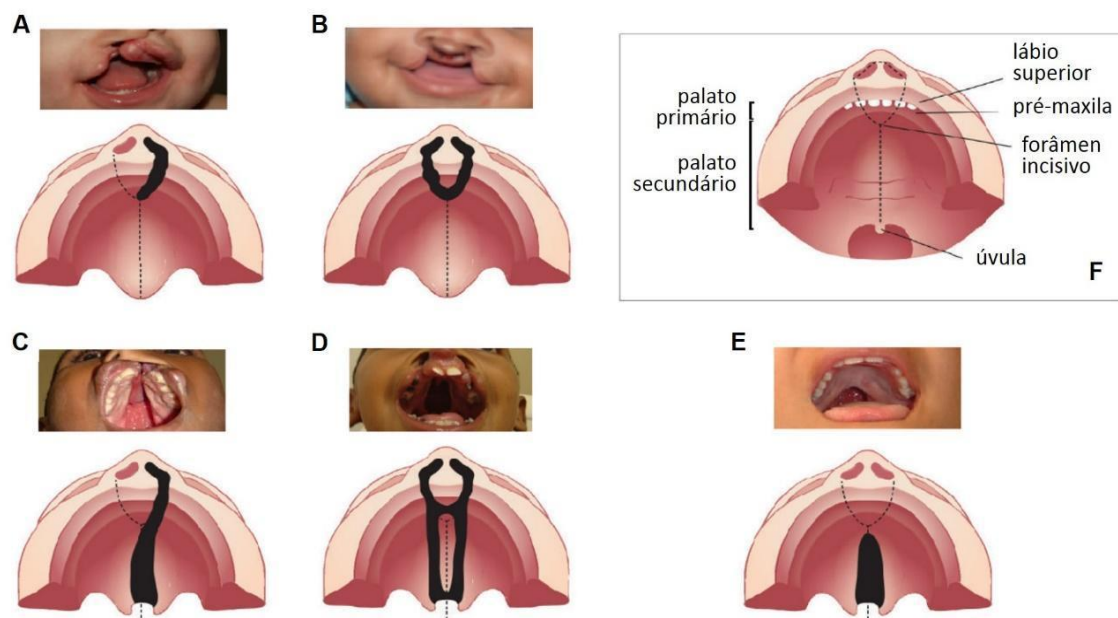 A
B
palato
primário
palato
secundário
lábio
superior
pré-maxila
forâmen
incisivo
úvula
F
C
D
E